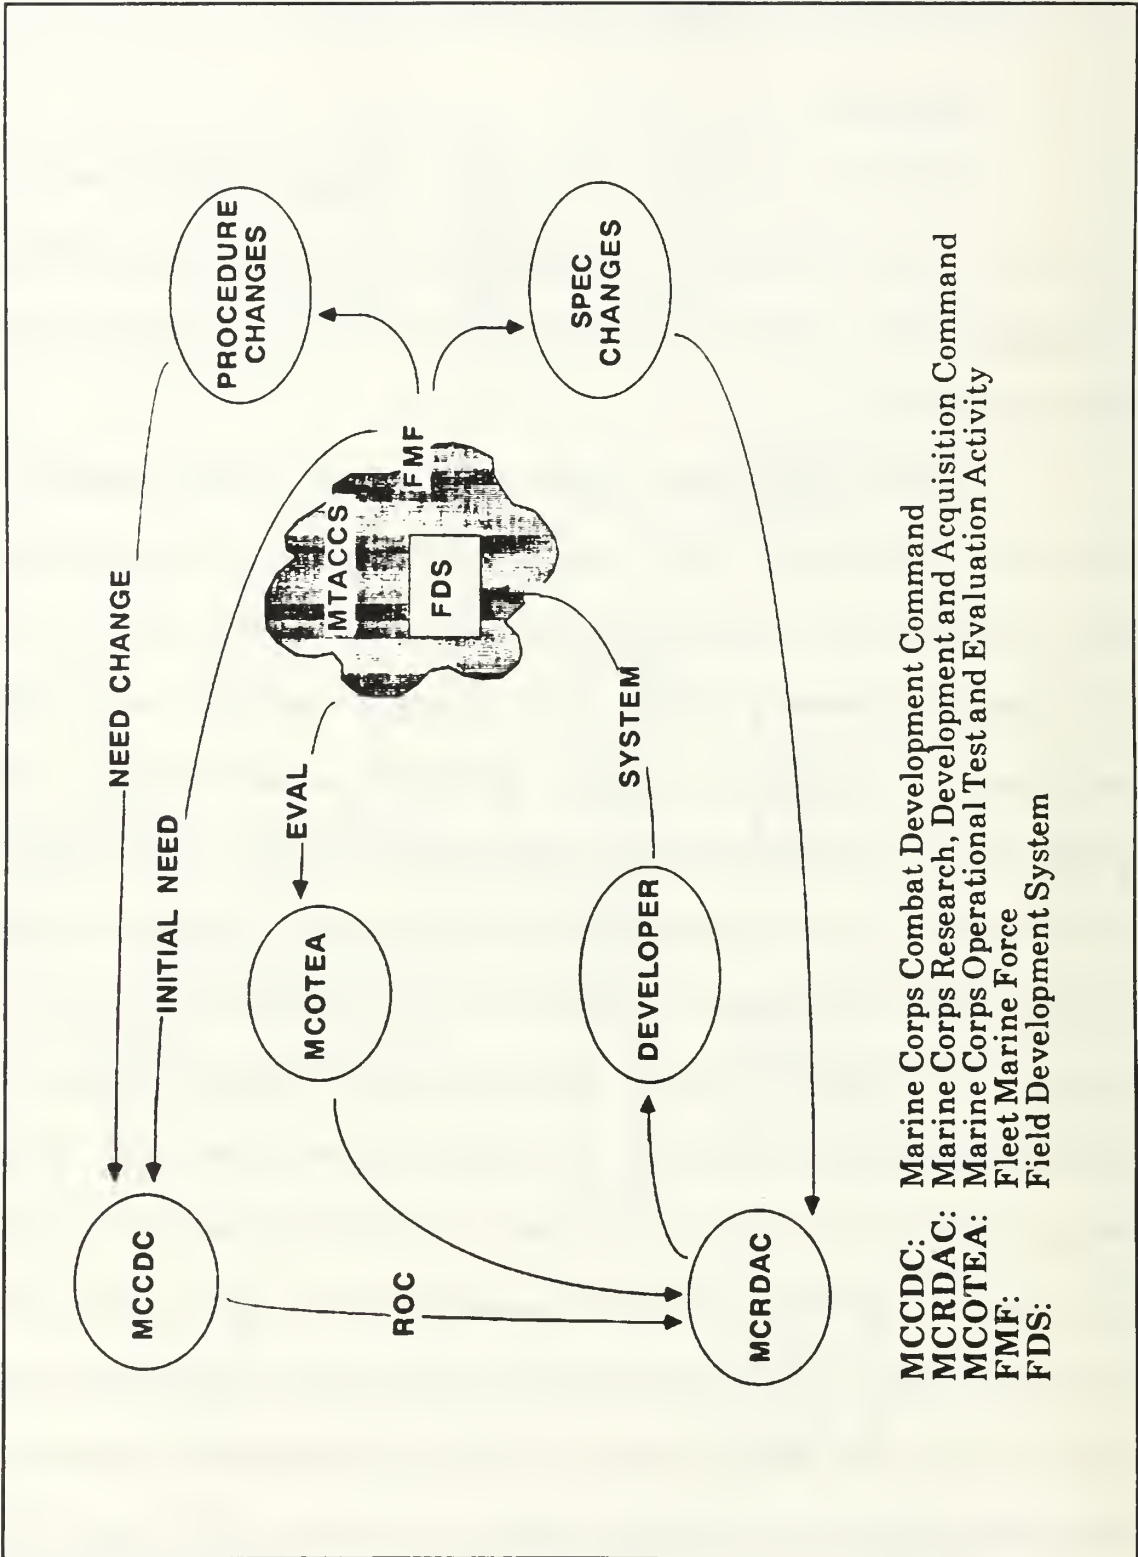 NEED CHANGE
INITIAL NEED
PROCEDURE
CHANGES
MCCDC
EVAL
MTACCS
FMF
MCOTEA
FDS
ROC
SYSTEM
SPEC
CHANGES
DEVELOPER
MCRDAC
MCCDC: Marine Corps Combat Development Command
MCRDAC: Marine Corps Research, Development and Acquisition Command
MCOTEA: Marine Corps Operational Test and Evaluation Activity
FMF: Fleet Marine Force
FDS: Field Development System